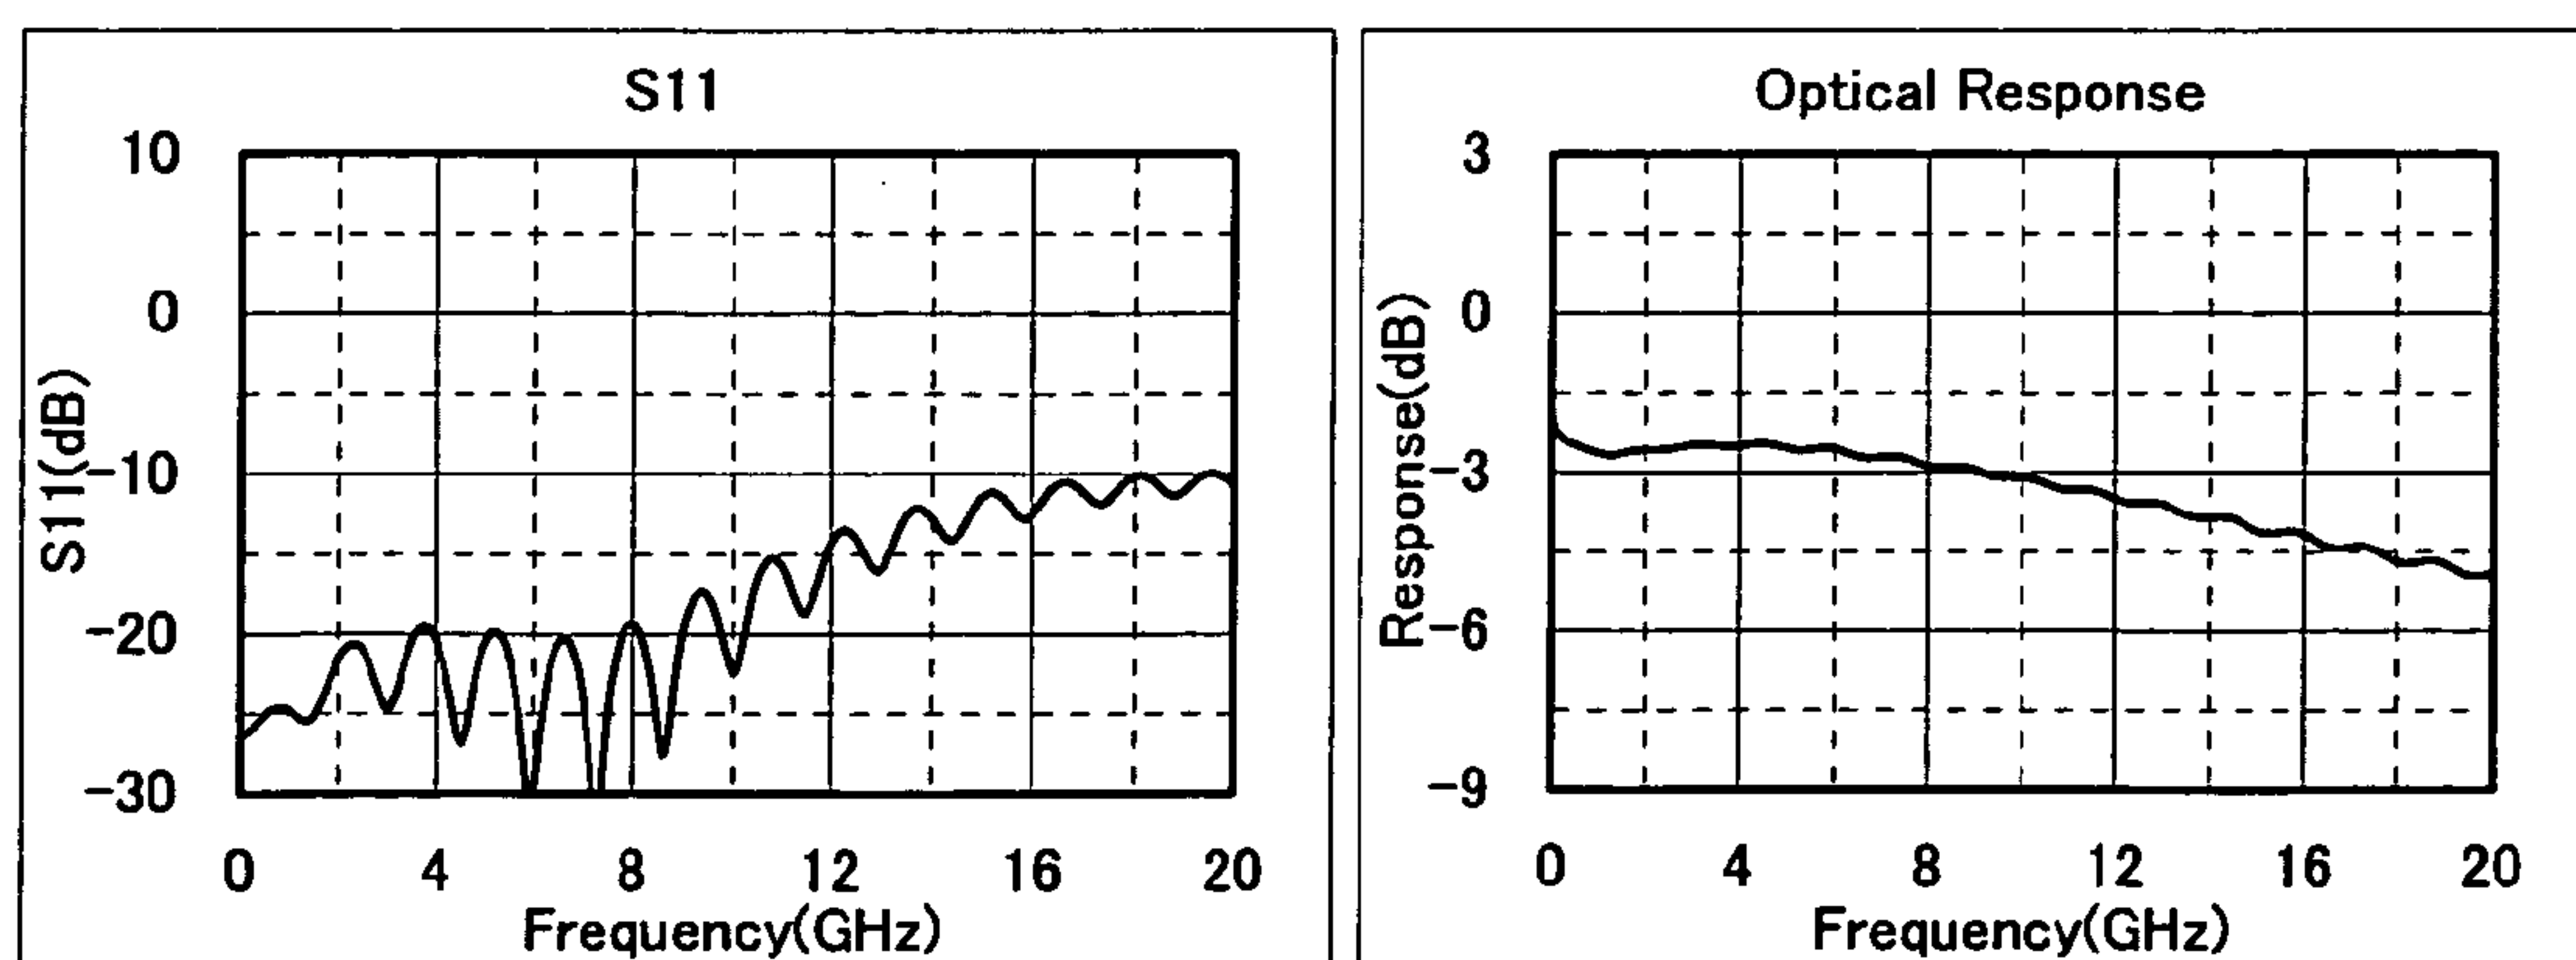 S11
10
0
-10
-20
-30
S11(dB)
0 4 8 12 16 20
Frequency(GHz)
Optical Response
3
0
-3
-6
-9
Response(dB)
0 4 8 12 16 20
Frequency(GHz)